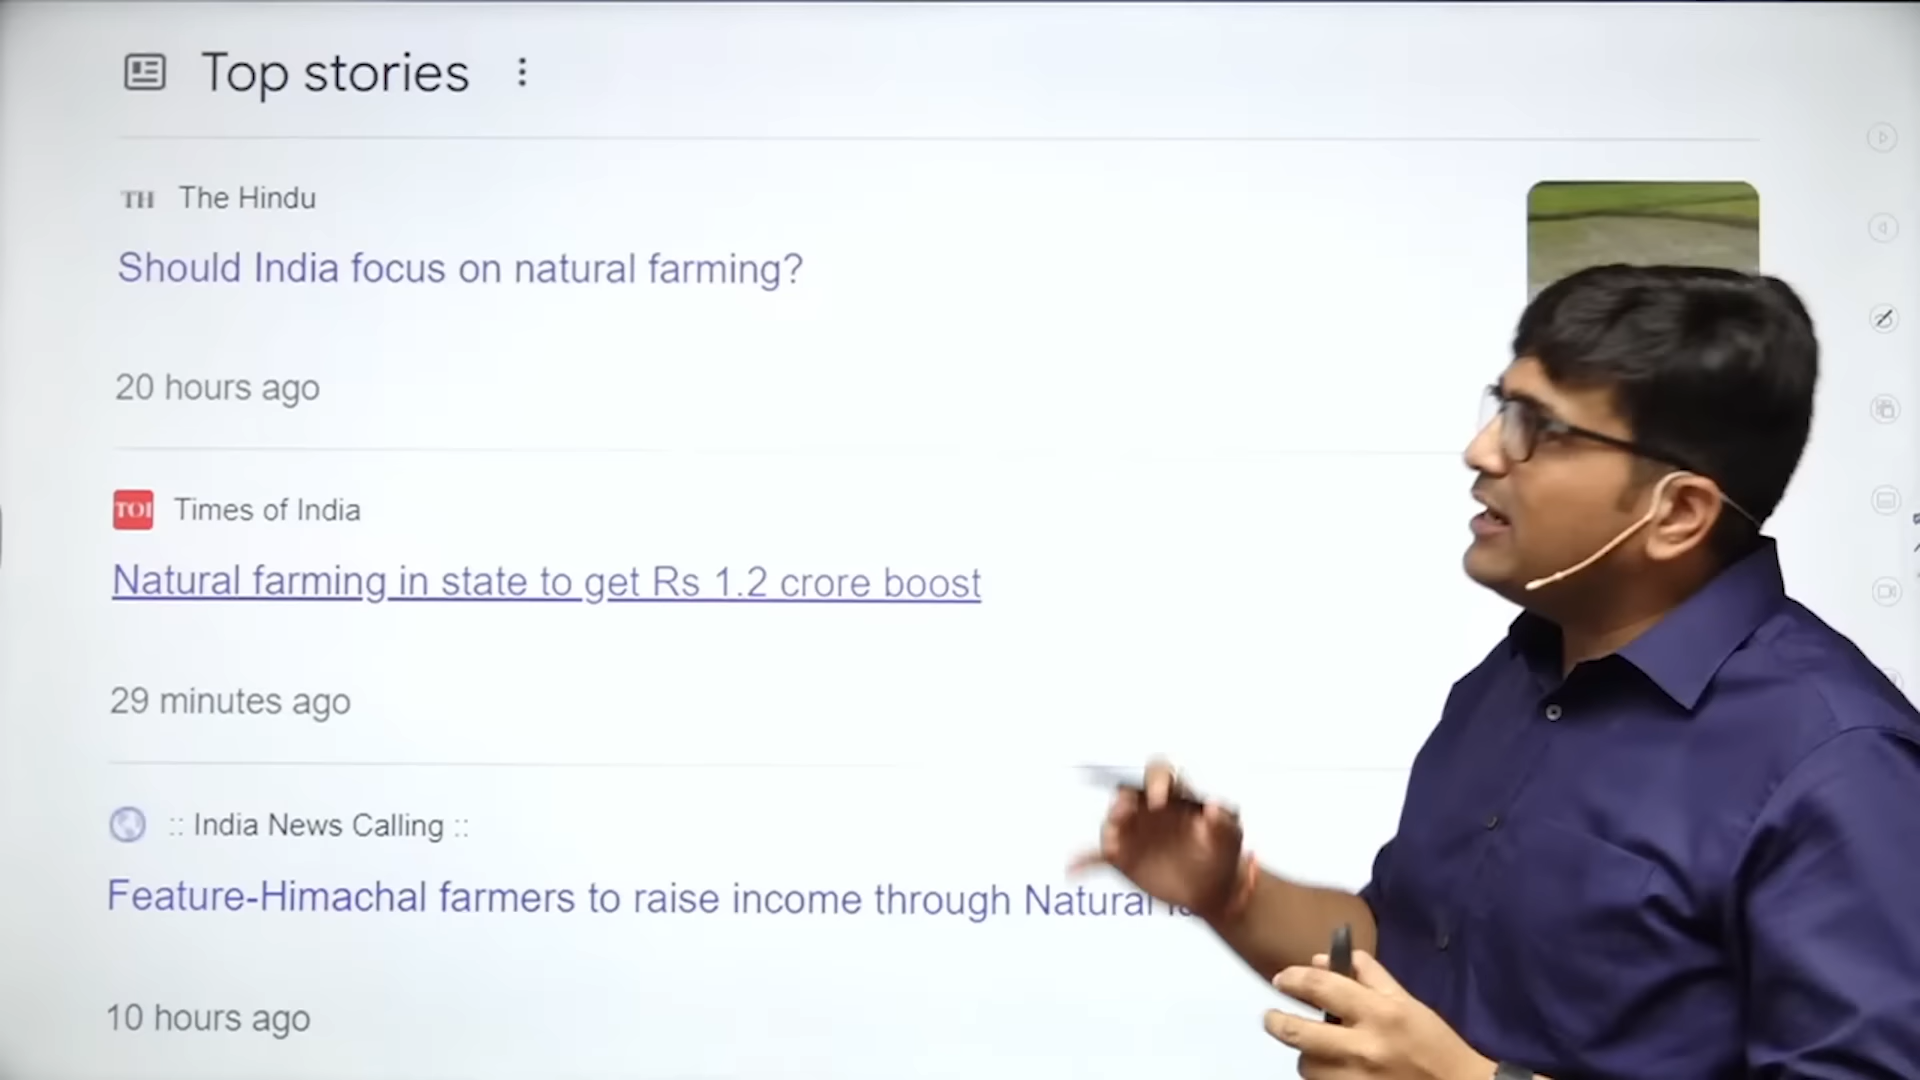 Top stories
TH The Hindu
Should India focus on natural farming?
20 hours ago
TOI Times of India
Natural farming in state to get Rs 1.2 crore boost
29 minutes ago
:: India News Calling ::
Feature-Himachal farmers to raise income through Natural
10 hours ago